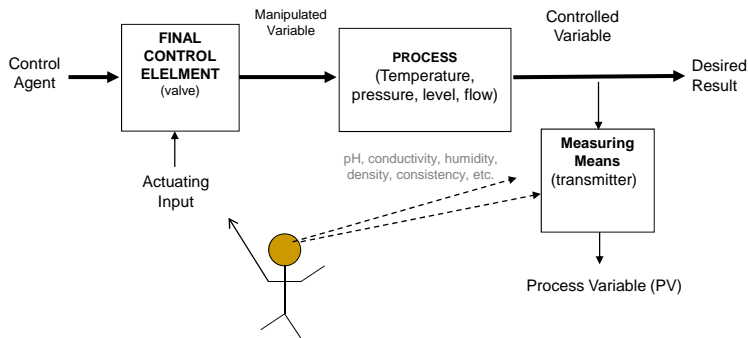 Control
Agent
FINAL
CONTROL
ELELMENT
(valve)
Manipulated
Variable
PROCESS
(Temperature,
pressure, level, flow)
Controlled
Variable
Desired
Result
Actuating
Input
pH, conductivity, humidity,
density, consistency, etc.
Measuring
Means
(transmitter)
Process Variable (PV)